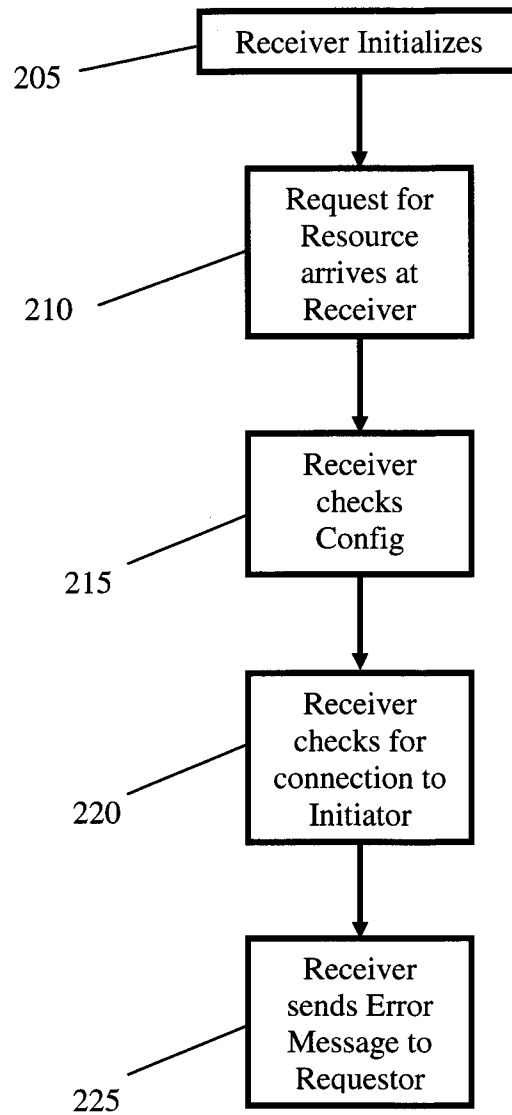 Receiver Initializes
205
Request for
Resource
arrives at
Receiver
210
Receiver
checks
Config
215
Receiver
checks for
connection to
Initiator
220
Receiver
sends Error
Message to
Requestor
225